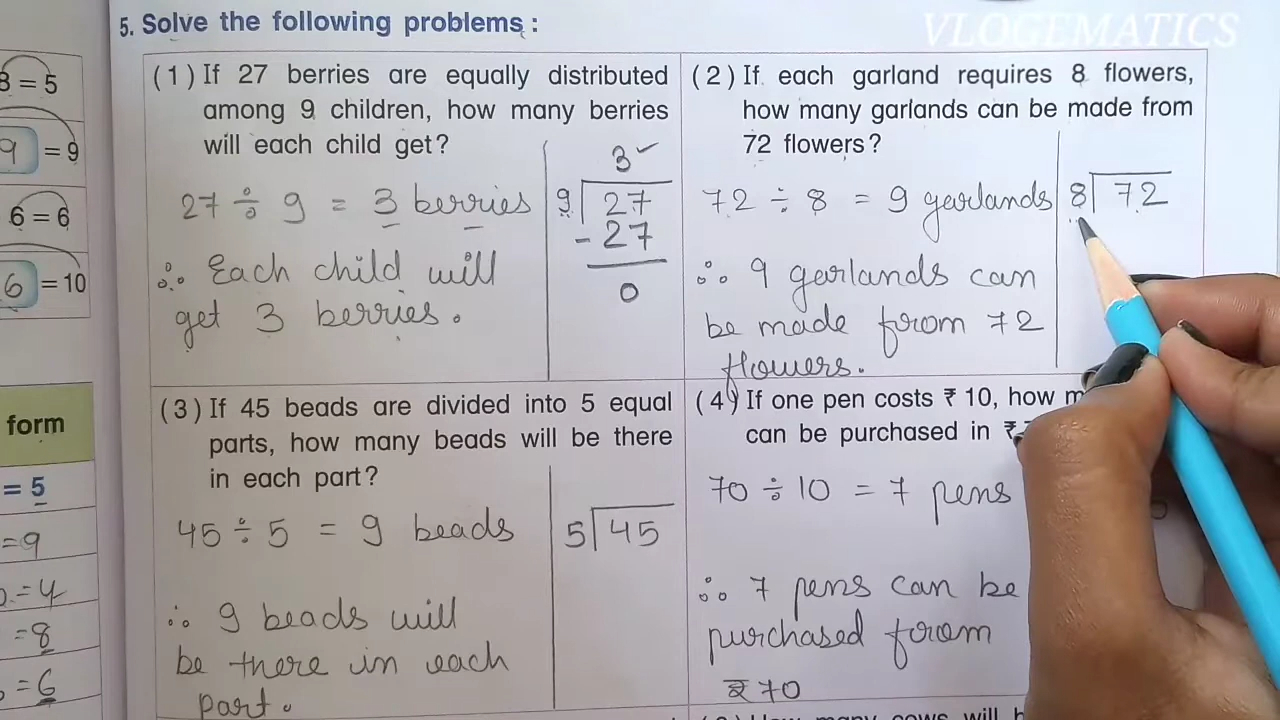 VLOGEMATICS
5. Solve the following problems :
(1) If 27 berries are equally distributed
among 9 children, how many berries
will each child get?
27 ÷ 9 = 3 berries
∴ Each child will
get 3 berries.
3 ✓
9 27
- 27
0
(2) If each garland requires 8 flowers,
how many garlands can be made from
72 flowers?
72 ÷ 8 = 9 garlands
∴ 9 garlands can
be made from 72
flowers.
8 72
(3) If 45 beads are divided into 5 equal
parts, how many beads will be there
in each part?
45 ÷ 5 = 9 beads
∴ 9 beads will
be there in each
part.
5 45
(4) If one pen costs ₹ 10, how
can be purchased in ₹
70 ÷ 10 = 7 pens
∴ 7 pens can be
purchased from
₹ 70
= 5
9 = 9
6 = 6
6 = 10
form
= 5
= 9
= 4
= 8
= 6